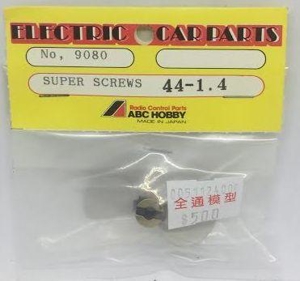 ELECTRIC CAR PARTS
No, 9080
SUPER SCREWS 44-1.4
Radio Control Parts
ABC HOBBY
MADE IN JAPAN
全通模型
$500